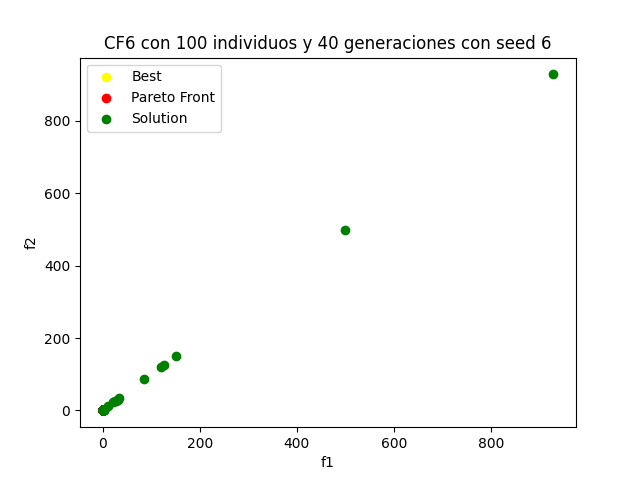 CF6 con 100 individuos y 40 generaciones con seed 6
Best
Pareto Front
Solution
800
600
400
200
0
f2
0 200 400 600 800
f1